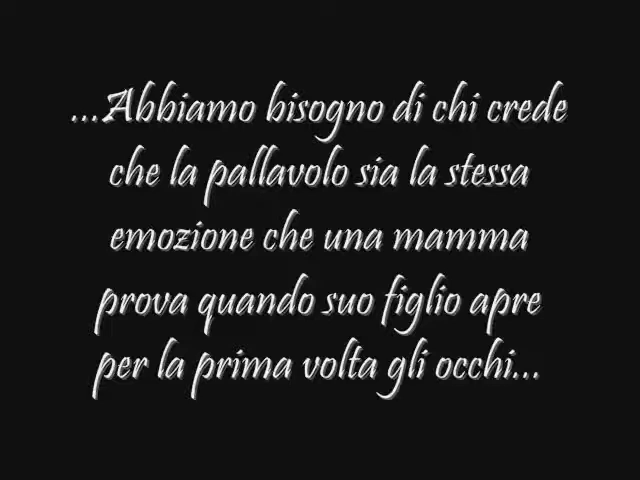 ...Abbiamo bisogno di chi crede
che la pallavolo sia la stessa
emozione che una mamma
prova quando suo figlio apre
per la prima volta gli occhi...